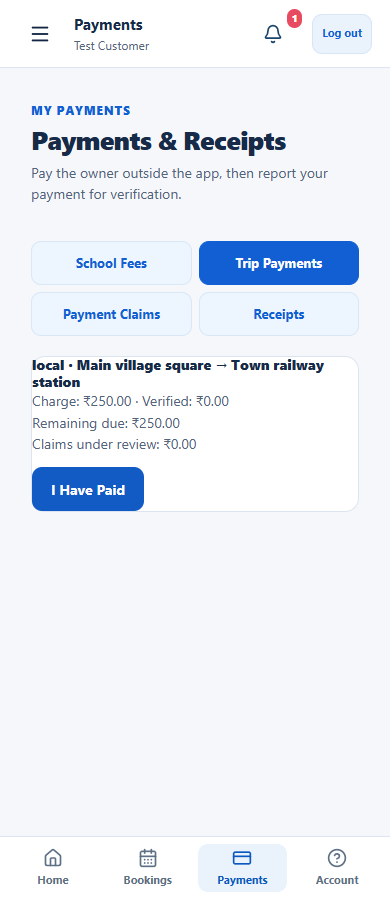 Payments
Test Customer
1
Log out
MY PAYMENTS
Payments & Receipts
Pay the owner outside the app, then report your
payment for verification.
School Fees
Trip Payments
Payment Claims
Receipts
local · Main village square → Town railway
station
Charge: ₹250.00 · Verified: ₹0.00
Remaining due: ₹250.00
Claims under review: ₹0.00
I Have Paid
Home
Bookings
Payments
Account